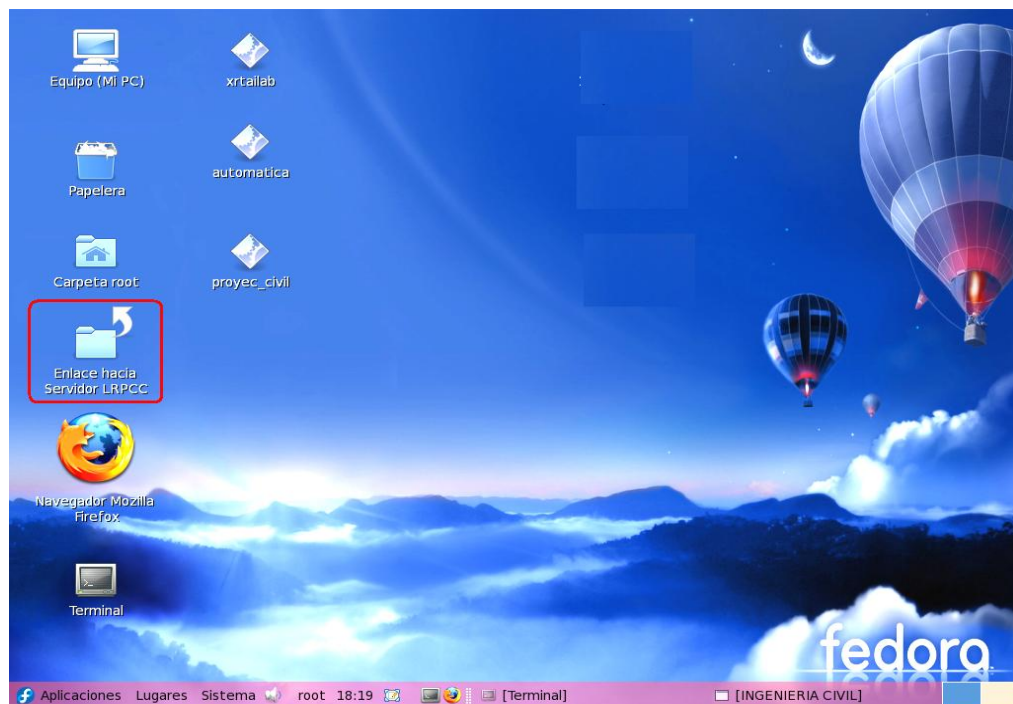 Equipo (Mi PC)
xrtailab
Papelera
automatica
Carpeta root
proyec_civil
Enlace hacia
Servidor LRPCC
Navegador Mozilla
Firefox
Terminal
fedora
Aplicaciones Lugares Sistema root 18:19 [Terminal] [INGENIERIA CIVIL]